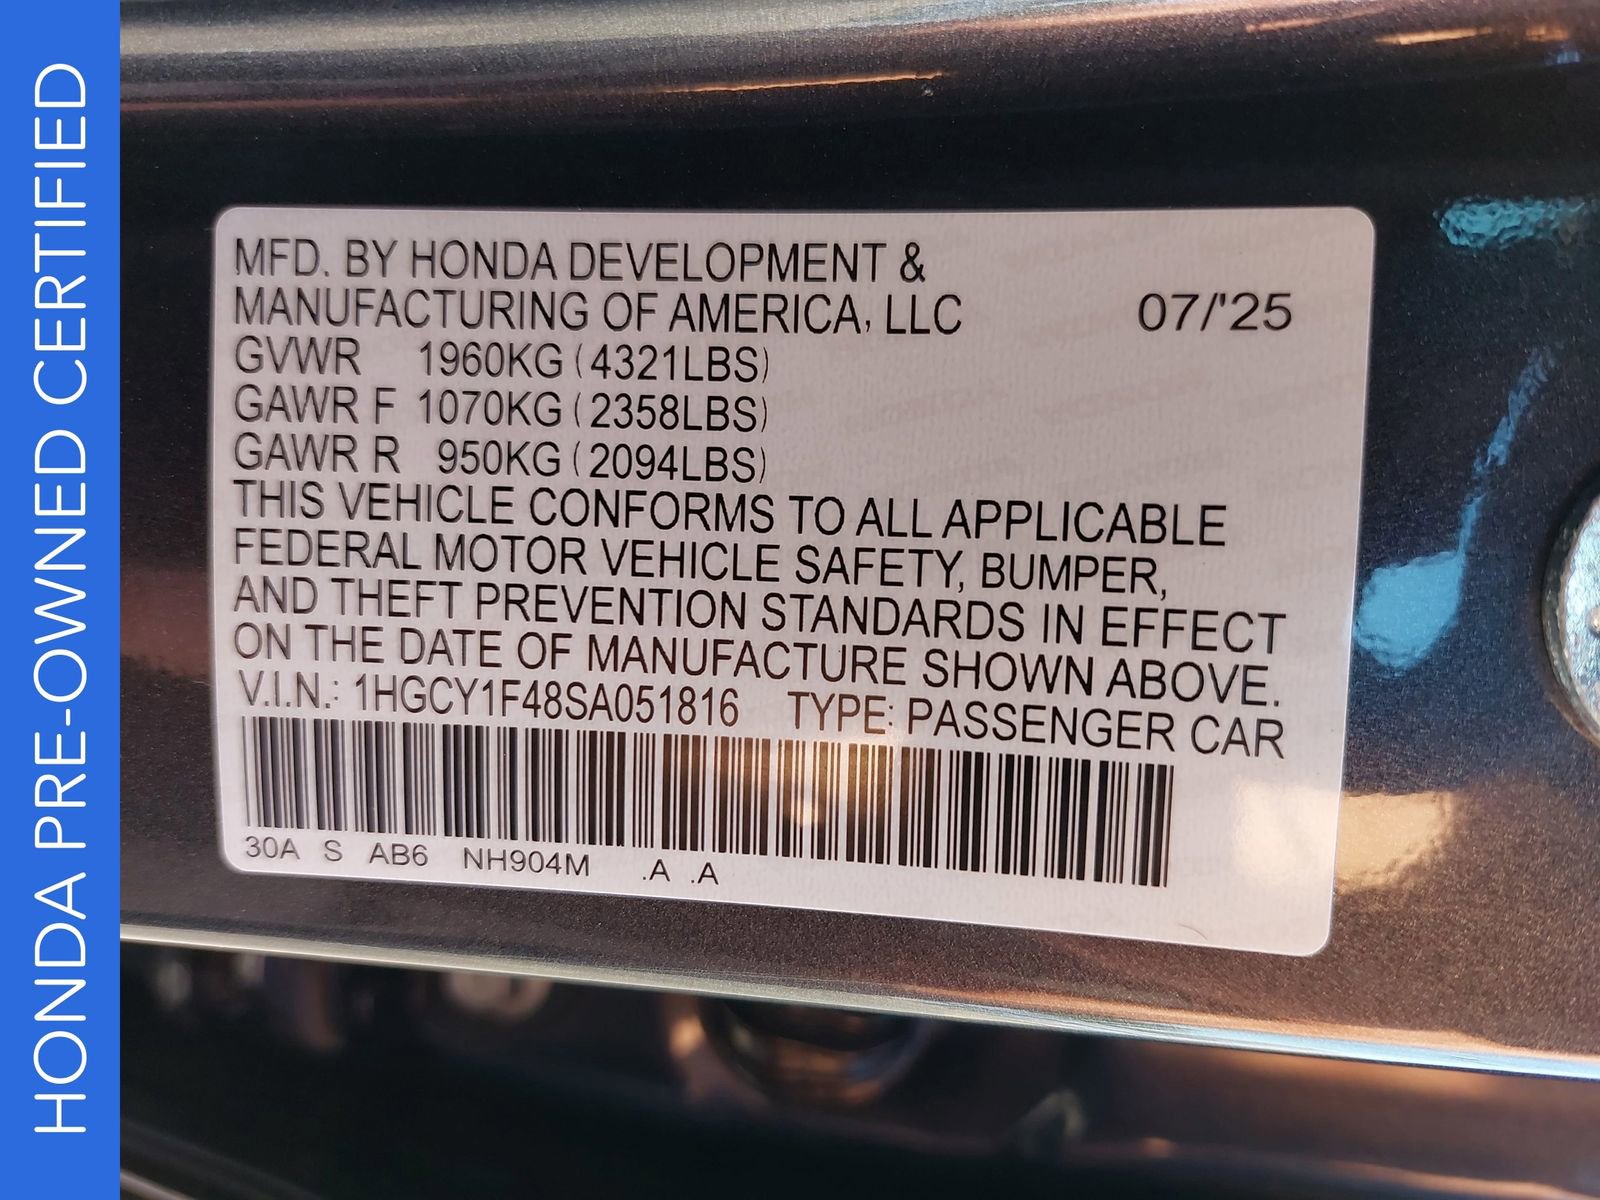 HONDA PRE-OWNED CERTIFIED
MFD. BY HONDA DEVELOPMENT &
MANUFACTURING OF AMERICA, LLC 07/'25
GVWR 1960KG (4321LBS)
GAWR F 1070KG (2358LBS)
GAWR R 950KG (2094LBS)
THIS VEHICLE CONFORMS TO ALL APPLICABLE
FEDERAL MOTOR VEHICLE SAFETY, BUMPER,
AND THEFT PREVENTION STANDARDS IN EFFECT
ON THE DATE OF MANUFACTURE SHOWN ABOVE.
V.I.N.: 1HGCY1F48SA051816 TYPE: PASSENGER CAR
30A S AB6 NH904M .A .A